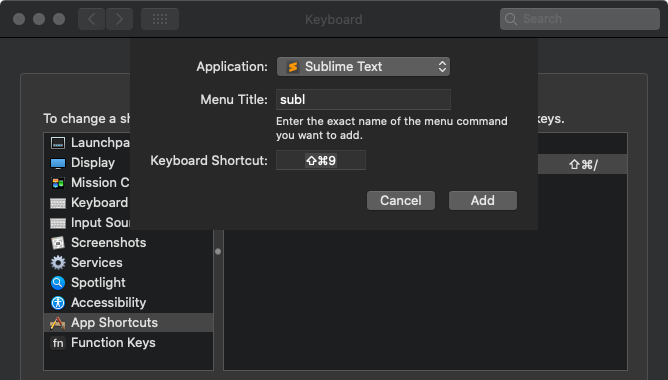 Keyboard
Search
Application: Sublime Text
Menu Title: subl
Enter the exact name of the menu command
you want to add.
Keyboard Shortcut: ⇧⌘9
Cancel Add
To change a sh
keys.
⇧⌘/
Launchpa
Display
Mission C
Keyboard
Input Sou
Screenshots
Services
Spotlight
Accessibility
App Shortcuts
fn Function Keys